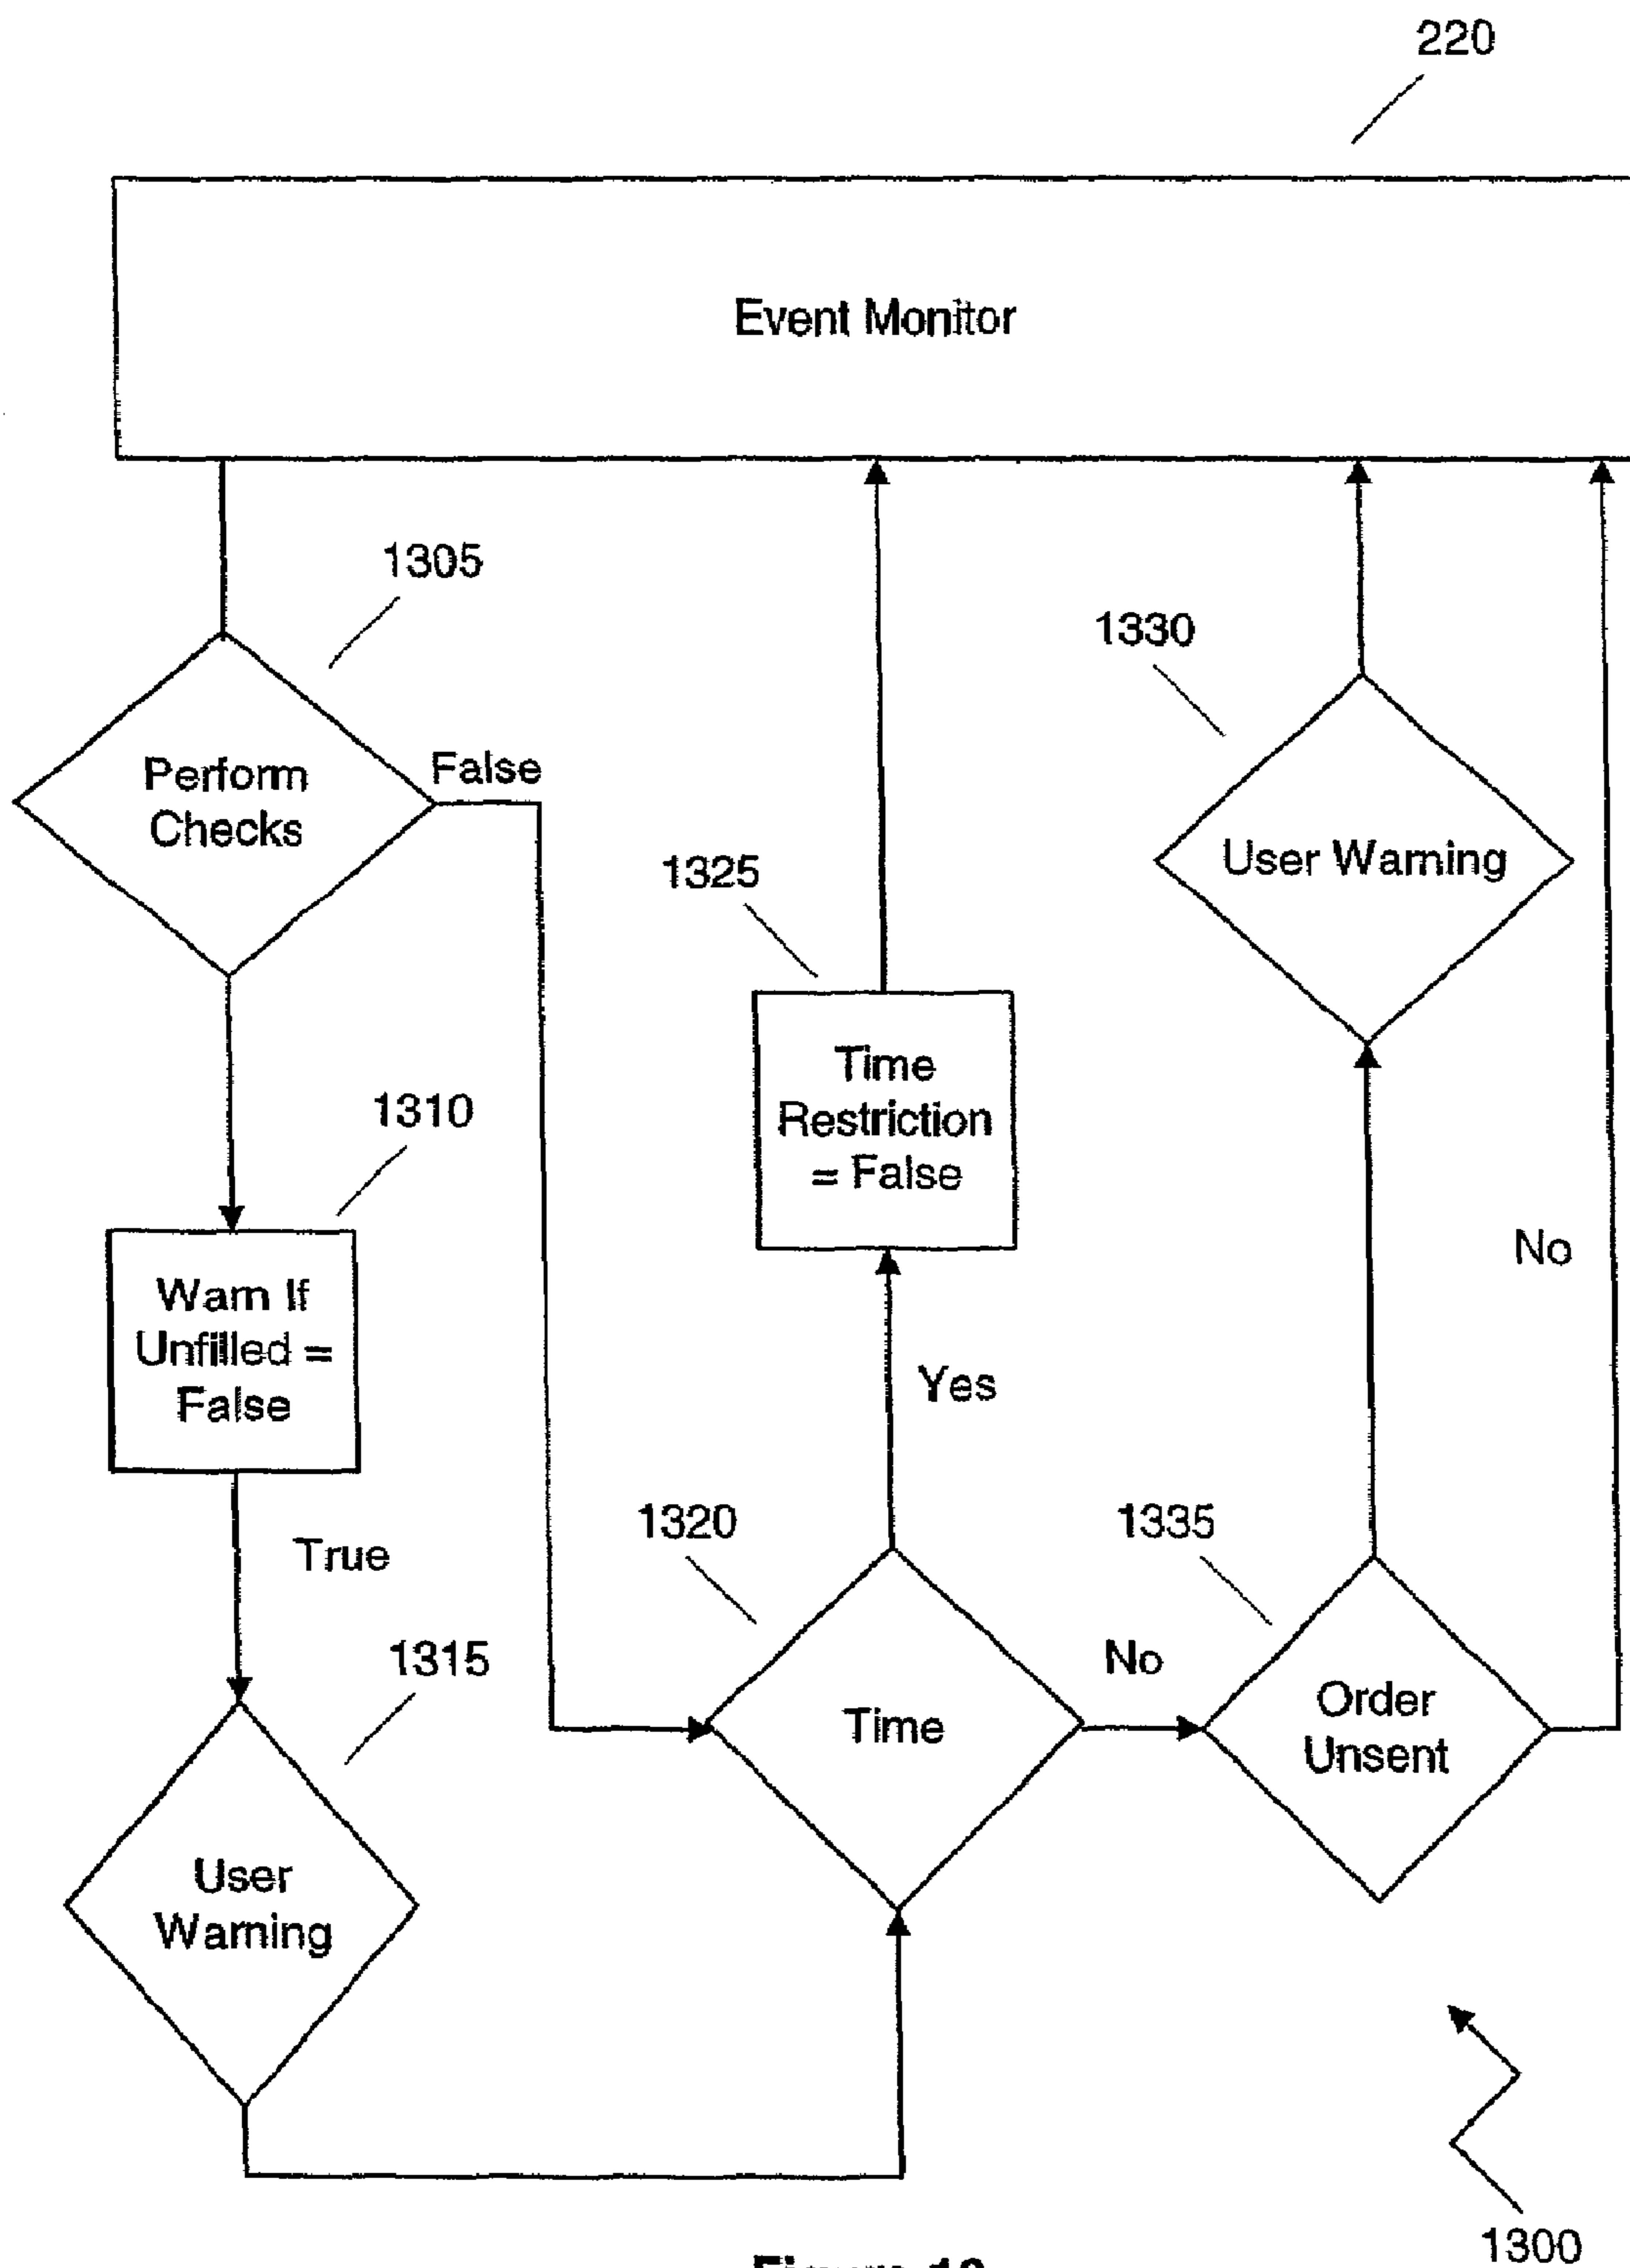 220
Event Monitor
1305
1330
Perform
Checks
False
User Warning
1325
Time
Restriction
= False
1310
No
Warn If
Unfilled =
False
Yes
1320
1335
True
1315
No
Order
Unsent
Time
User
Warning
1300